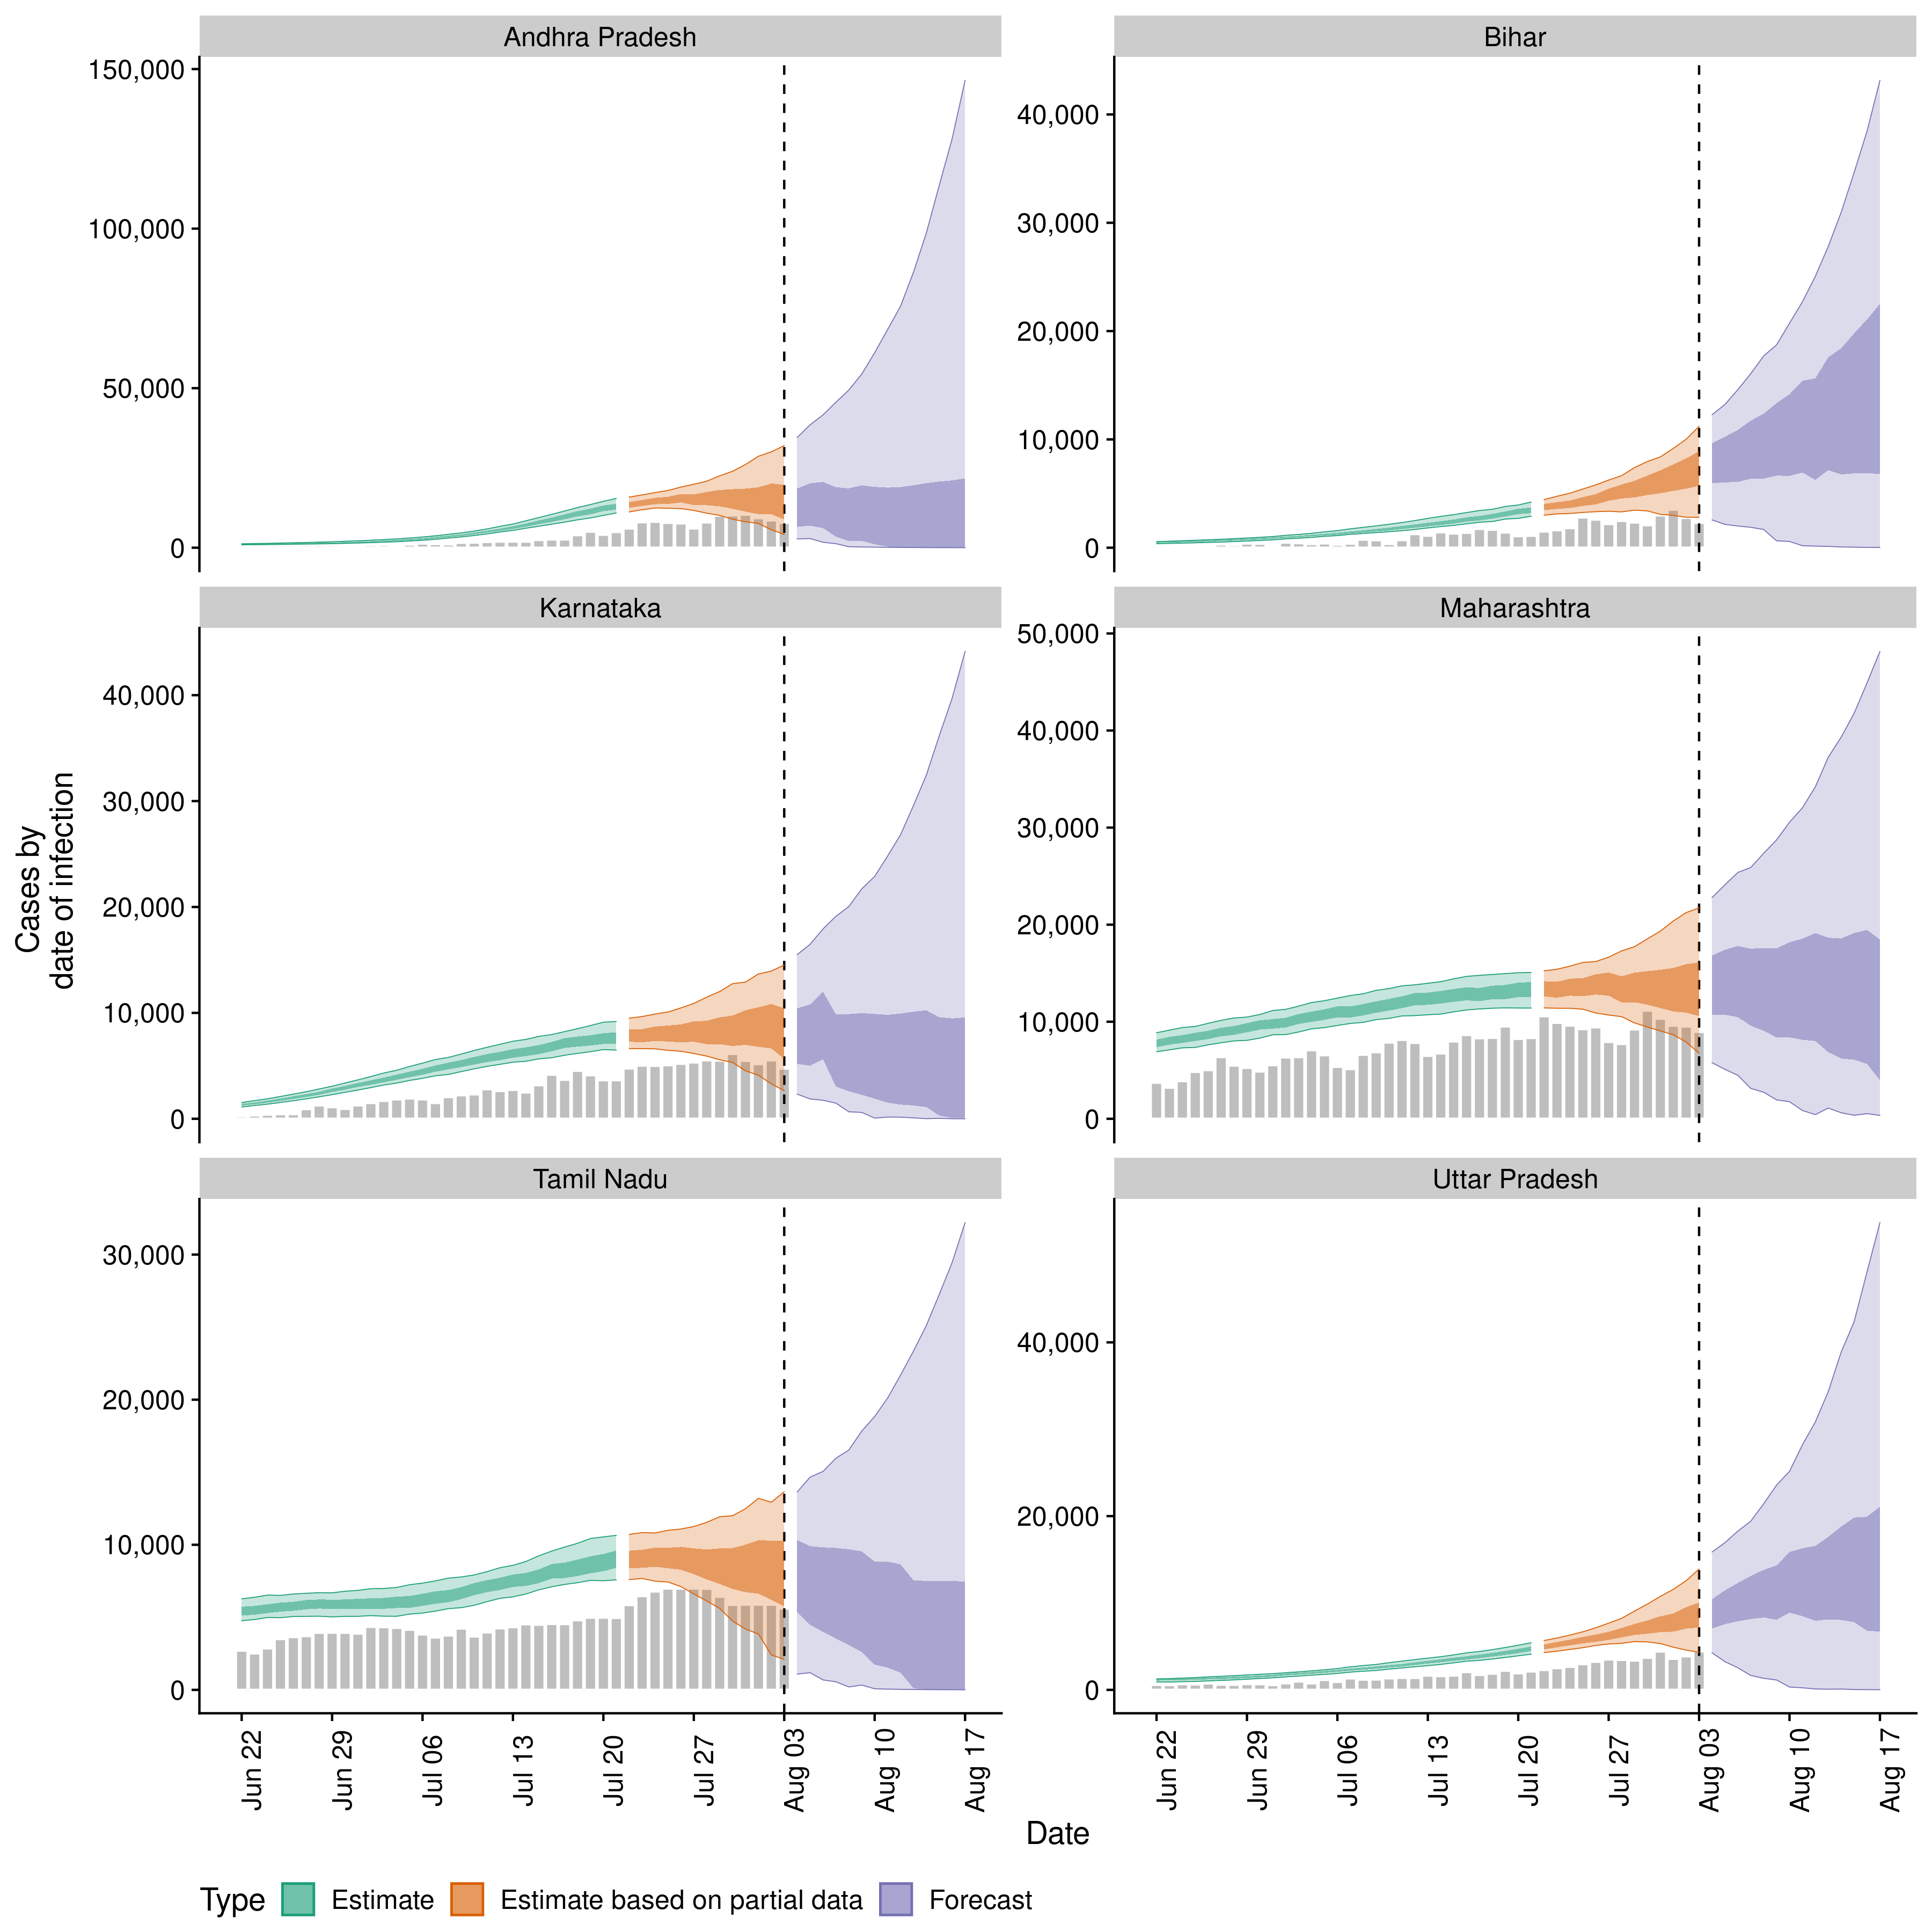 Andhra Pradesh
Bihar
150,000
100,000
50,000
0
40,000
30,000
20,000
10,000
0
Karnataka
Maharashtra
40,000
30,000
20,000
10,000
0
50,000
40,000
30,000
20,000
10,000
0
Tamil Nadu
Uttar Pradesh
30,000
20,000
10,000
0
40,000
20,000
0
Cases by
date of infection
Jun 22 Jun 29 Jul 06 Jul 13 Jul 20 Jul 27 Aug 03 Aug 10 Aug 17
Jun 22 Jun 29 Jul 06 Jul 13 Jul 20 Jul 27 Aug 03 Aug 10 Aug 17
Date
Type Estimate Estimate based on partial data Forecast